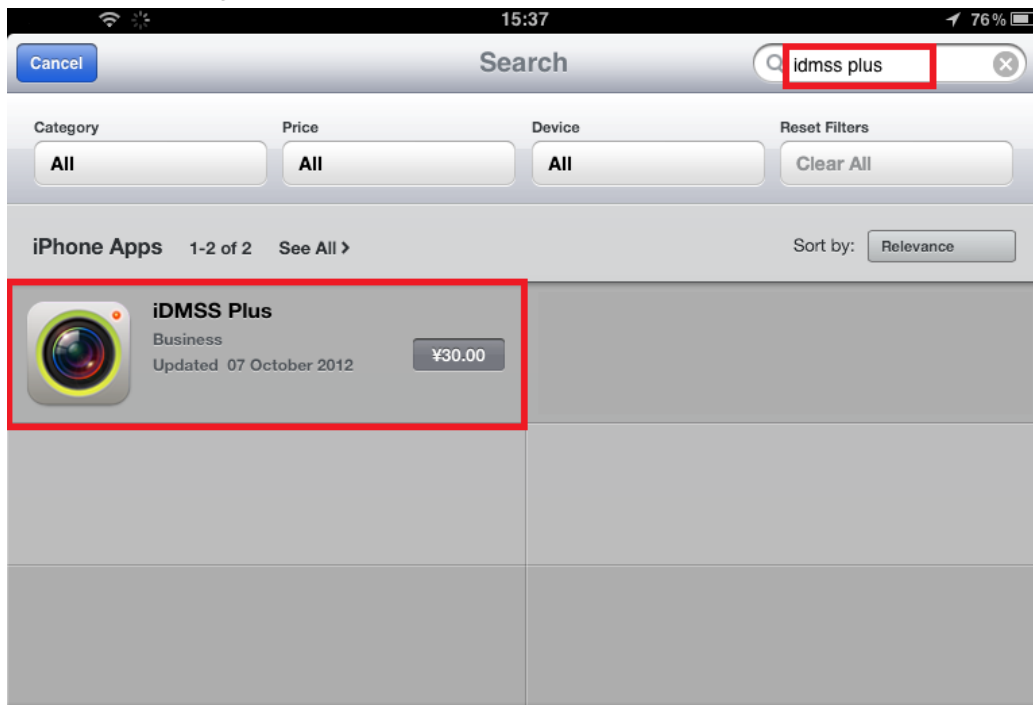 15:37
76%
Cancel
Search
idmss plus
Category
Price
Device
Reset Filters
All
All
All
Clear All
iPhone Apps 1-2 of 2 See All >
Sort by: Relevance
iDMSS Plus
Business
Updated 07 October 2012
¥30.00